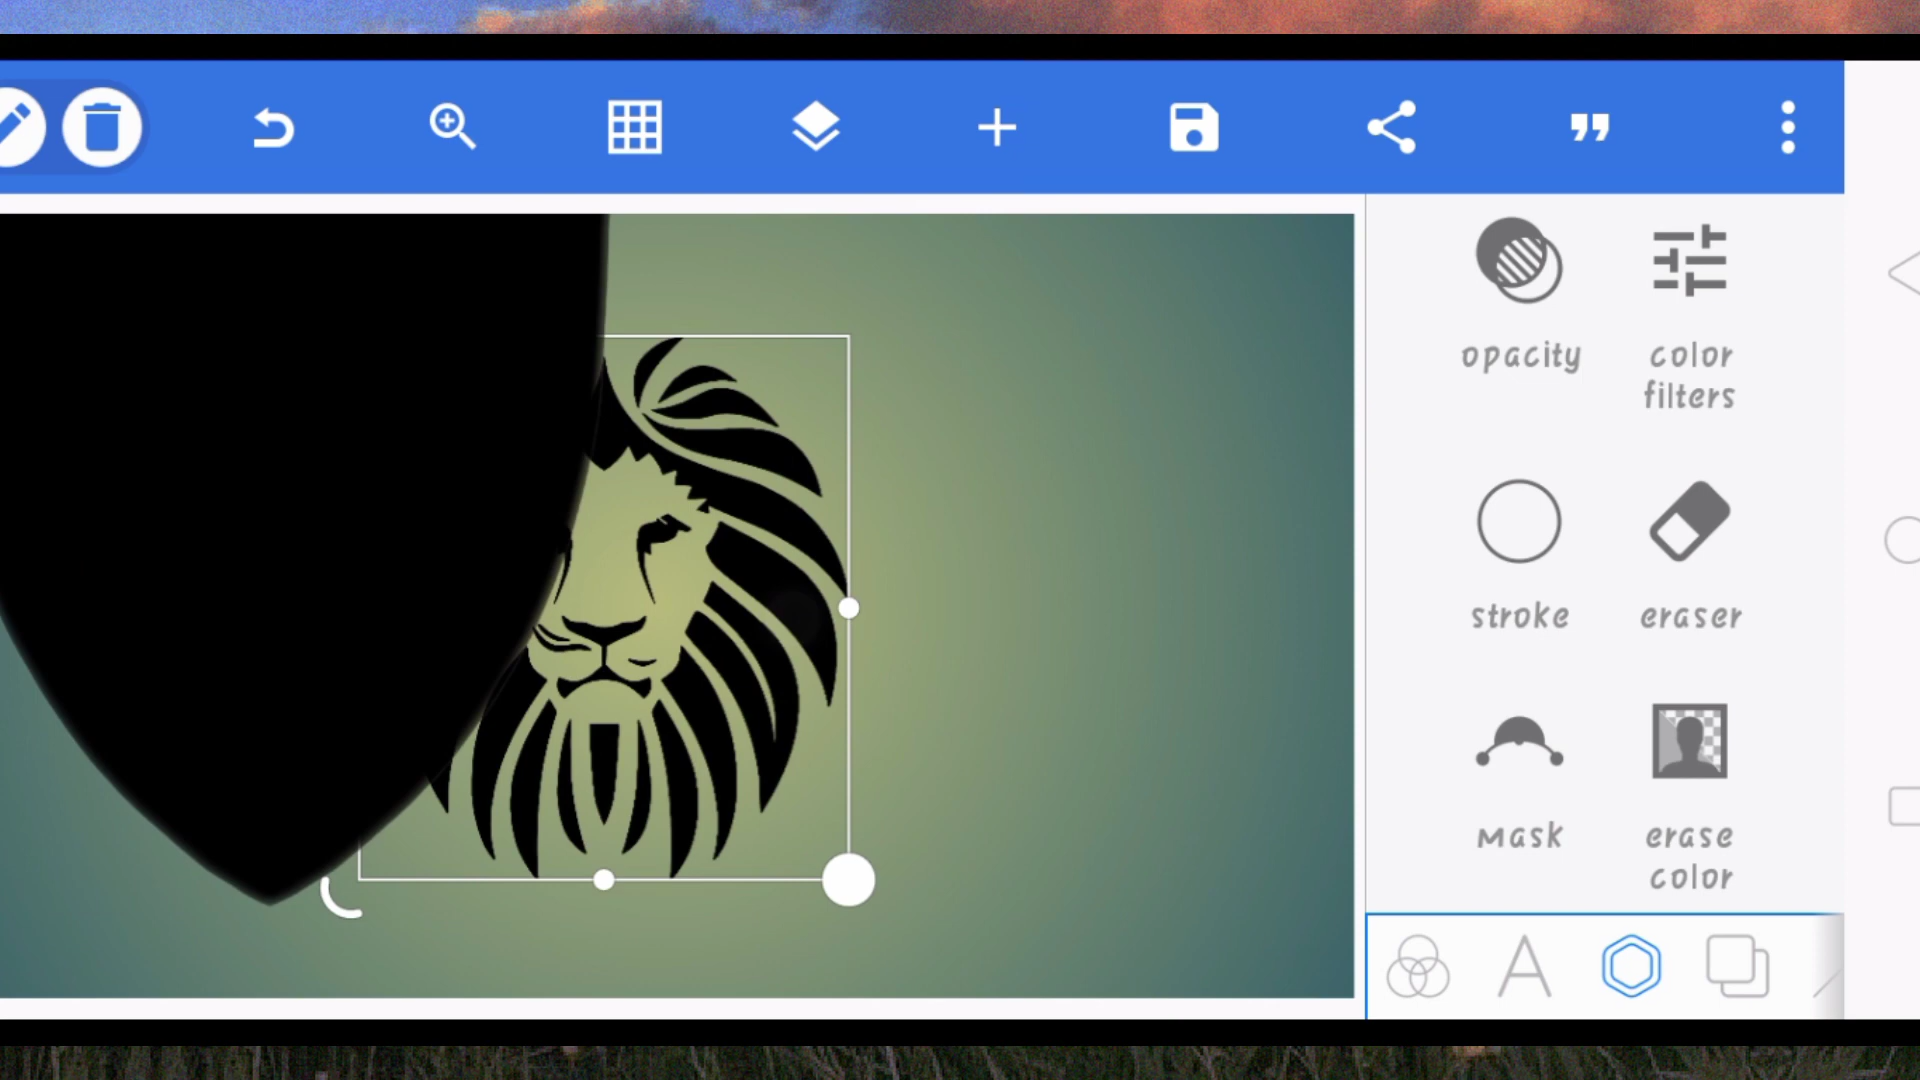 opacity
color
filters
stroke
eraser
mask
erase
color